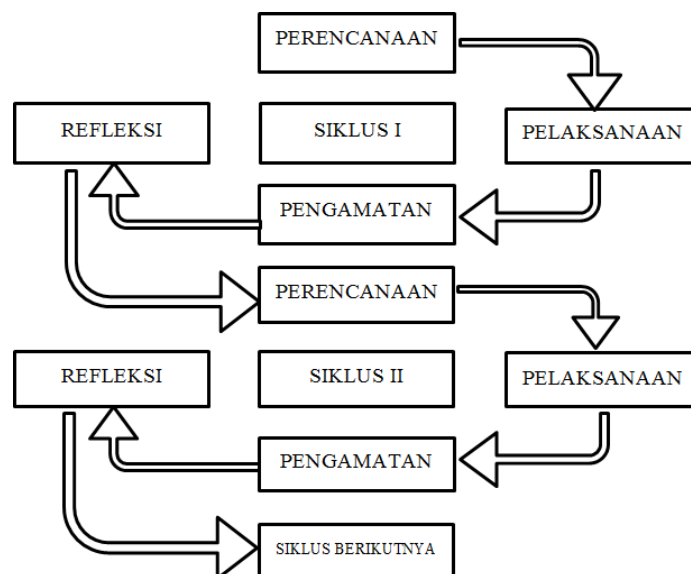 PERENCANAAN
REFLEKSI
SIKLUS I
PELAKSANAAN
PENGAMATAN
PERENCANAAN
REFLEKSI
SIKLUS II
PELAKSANAAN
PENGAMATAN
SIKLUS BERIKUTNYA